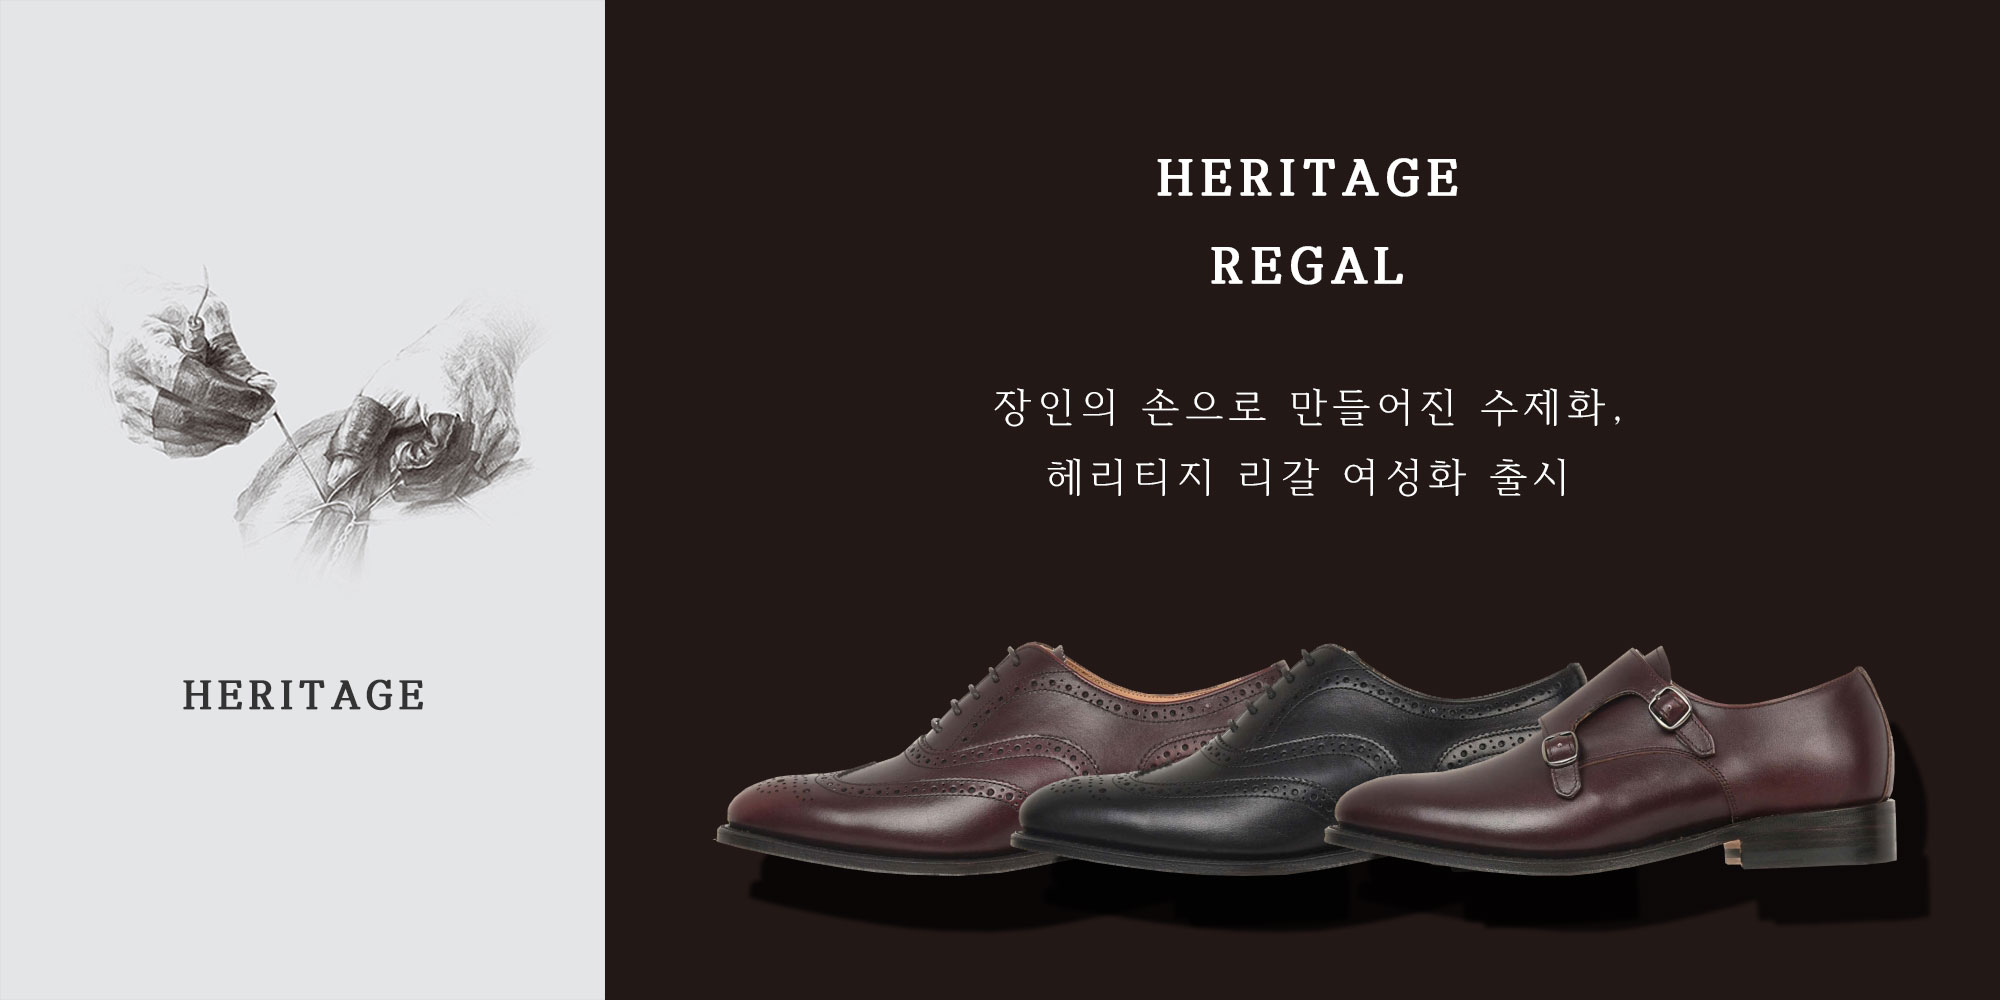 HERITAGE
HERITAGE
REGAL
장인의 손으로 만들어진 수제화,
헤리티지 리갈 여성화 출시